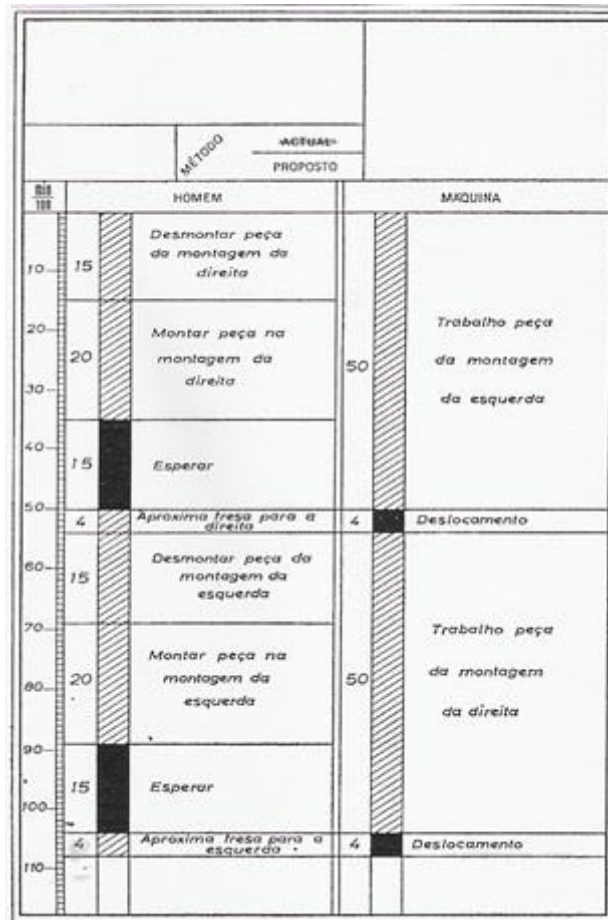 MÉTODO
ACTUAL
PROPOSTO
min
100
HOMEM
MAQUINA
10
20
30
40
50
60
70
80
90
100
110
15
Desmontar peça
da montagem da
direita
20
Montar peça na
montagem da
direita
15
Esperar
4
Aproxima fresa para a
direita
15
Desmontar peça da
montagem da
esquerda
20
Montar peça na
montagem da
esquerda
15
Esperar
4
Aproxima fresa para a
esquerda
50
Trabalho peça
da montagem
da esquerda
4
Deslocamento
50
Trabalho peça
da montagem
da direita
4
Deslocamento